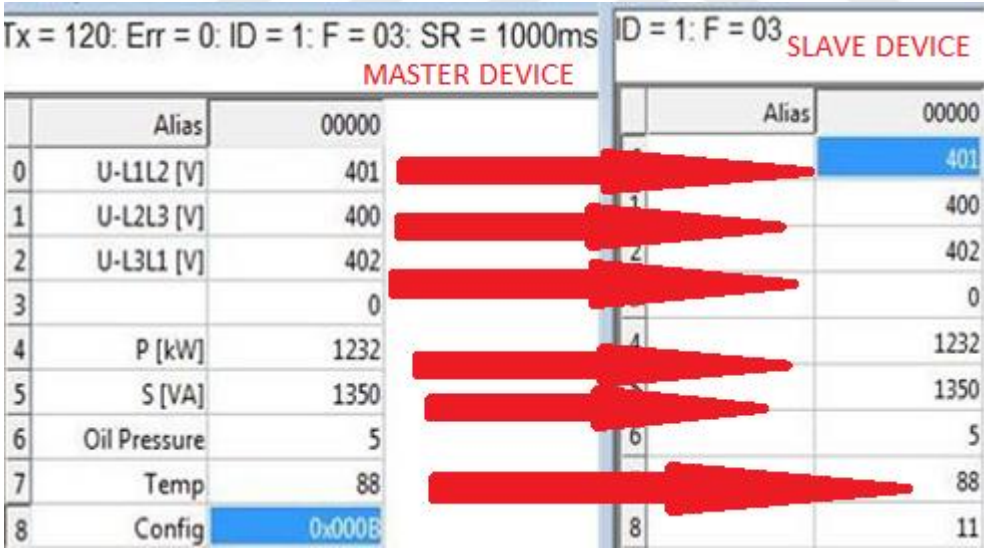 Tx = 120: Err = 0: ID = 1: F = 03: SR = 1000ms
MASTER DEVICE
Alias 00000
0 U-L1L2 [V] 401
1 U-L2L3 [V] 400
2 U-L3L1 [V] 402
3 0
4 P [kW] 1232
5 S [VA] 1350
6 Oil Pressure 5
7 Temp 88
8 Config 0x000B
ID = 1: F = 03
SLAVE DEVICE
Alias 00000
401
1 400
2 402
0
4 1232
1350
6 5
88
8 11